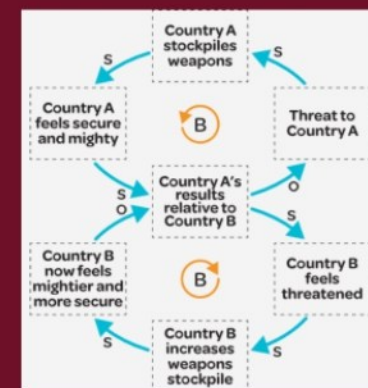 Country A
stockpiles
weapons
S
S
Country A
feels secure
and mighty
B
Threat to
Country A
S
O
Country A's
results
relative to
Country B
O
S
Country B
now feels
mightier and
more secure
B
Country B
feels
threatened
S
S
Country B
increases
weapons
stockpile